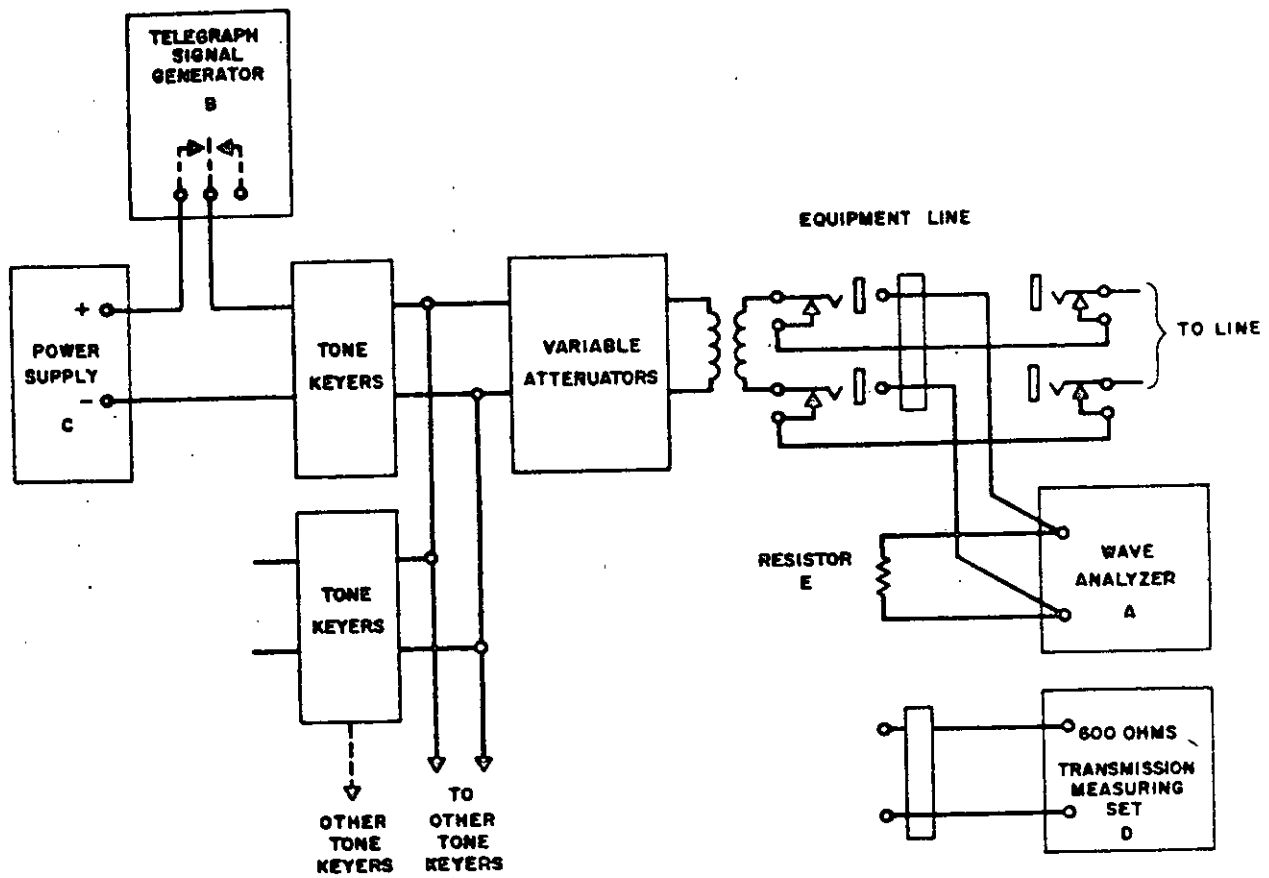 TELEGRAPH
SIGNAL
GENERATOR
B
EQUIPMENT LINE
+
POWER
SUPPLY
–
C
TONE
KEYERS
VARIABLE
ATTENUATORS
TO LINE
TONE
KEYERS
RESISTOR
E
WAVE
ANALYZER
A
600 OHMS
TRANSMISSION
MEASURING
SET
D
OTHER
TONE
KEYERS
TO
OTHER
TONE
KEYERS